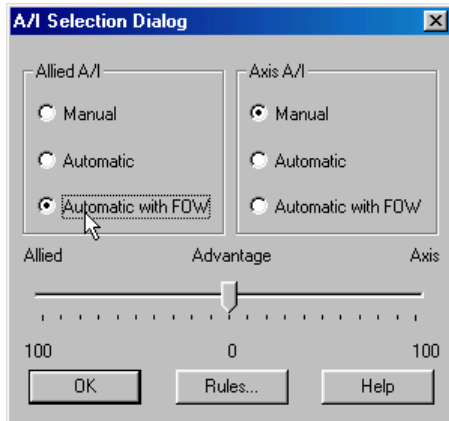 A/I Selection Dialog
Allied A/I
Manual
Automatic
Automatic with FOW
Axis A/I
Manual
Automatic
Automatic with FOW
Allied Advantage Axis
100 0 100
OK Rules... Help